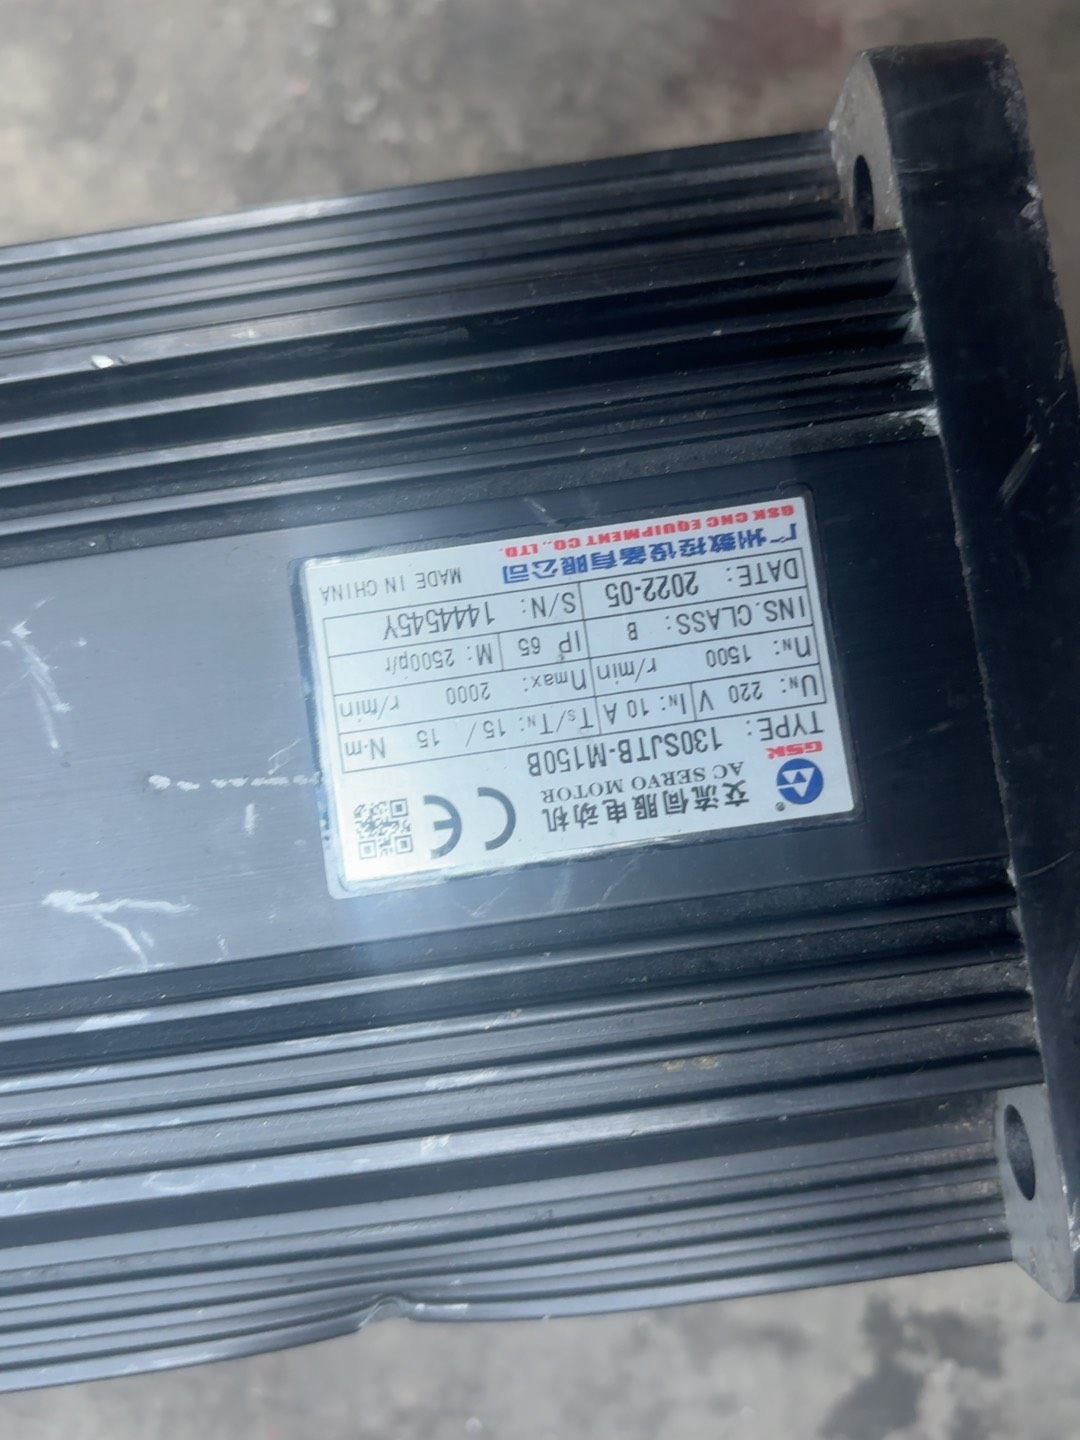 GSK
交流伺服电动机
AC SERVO MOTOR
CE
TYPE: 130SJTB-M150B
UN: 220 V IN: 10 A Ts/TN: 15/ 15 N·m
nN: 1500 r/min nmax: 2000 r/min
INS.CLASS: B IP 65 M: 2500p/r
DATE: 2022-05 S/N: 1444545Y
广州数控设备有限公司 MADE IN CHINA
GSK CNC EQUIPMENT CO., LTD.